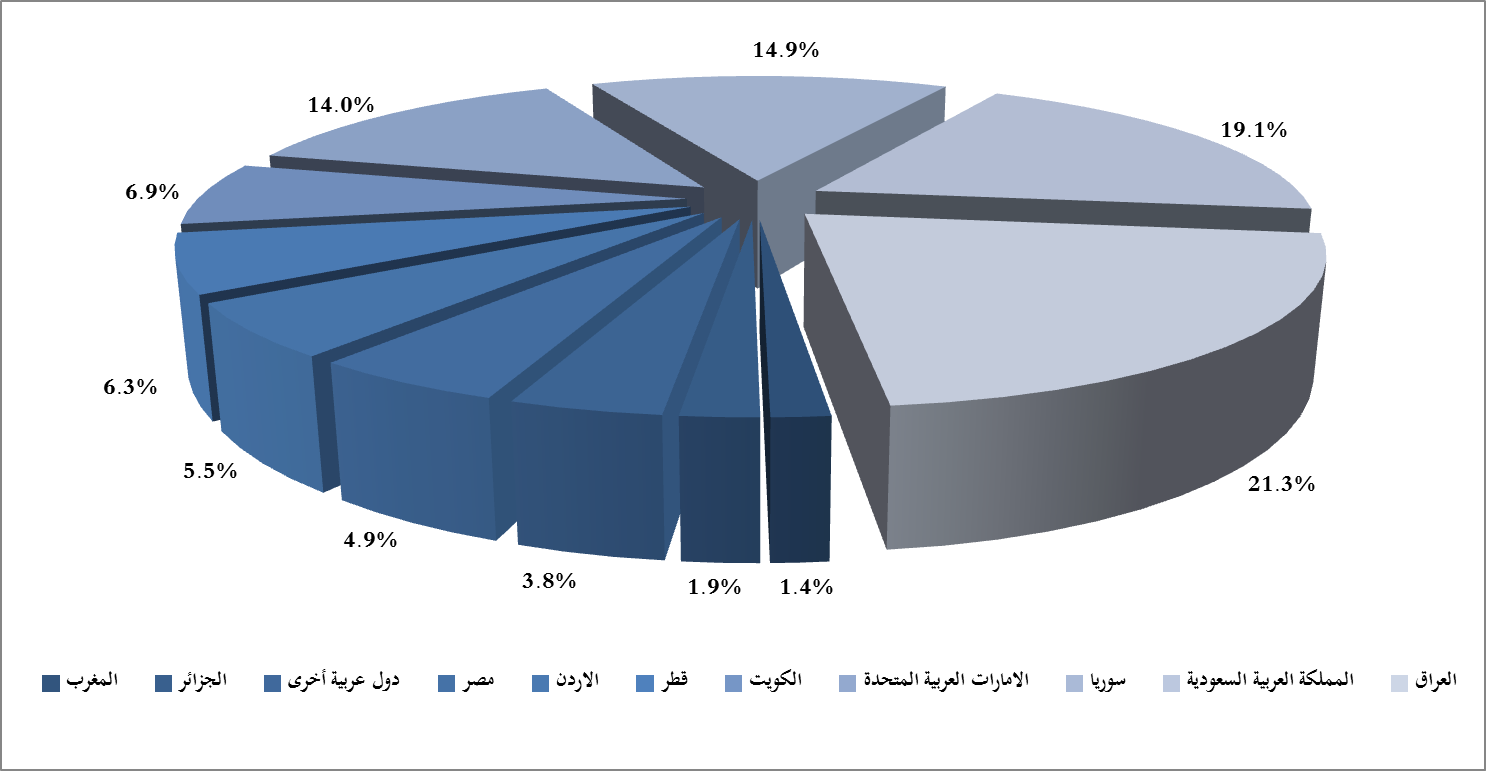 14.9%
14.0%
19.1%
6.9%
6.3%
5.5%
21.3%
4.9%
3.8%
1.9%
1.4%
العراق
المملكة العربية السعودية
سوريا
الامارات العربية المتحدة
الكويت
قطر
الاردن
مصر
دول عربية أخرى
الجزائر
المغرب